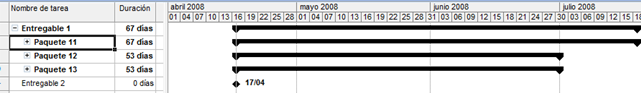 Nombre de tarea Duración abril 2008 mayo 2008 junio 2008 julio 2008
01 04 07 10 13 16 19 22 25 28 01 04 07 10 13 16 19 22 25 28 31 03 06 09 12 15 18 21 24 27 30 03 06 09 12 15 18
Entregable 1 67 días
Paquete 11 67 días
Paquete 12 53 días
Paquete 13 53 días
Entregable 2 0 días 17/04